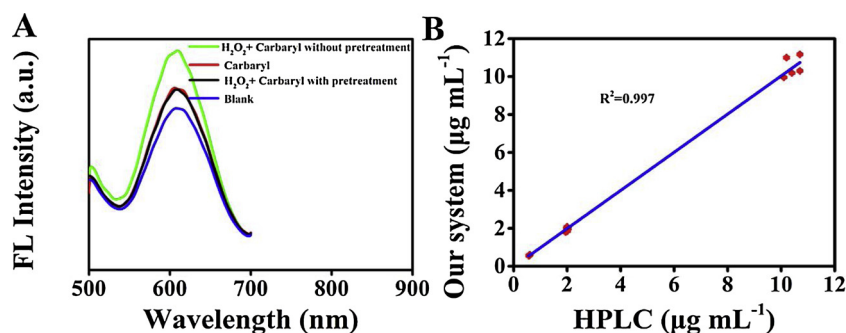 A
FL Intensity (a.u.)
H₂O₂+ Carbaryl without pretreatment
Carbaryl
H₂O₂+ Carbaryl with pretreatment
Blank
500 600 700 800 900
Wavelength (nm)
B
Our system (μg mL⁻¹)
12
10
8
6
4
2
0
R²=0.997
0 2 4 6 8 10 12
HPLC (μg mL⁻¹)